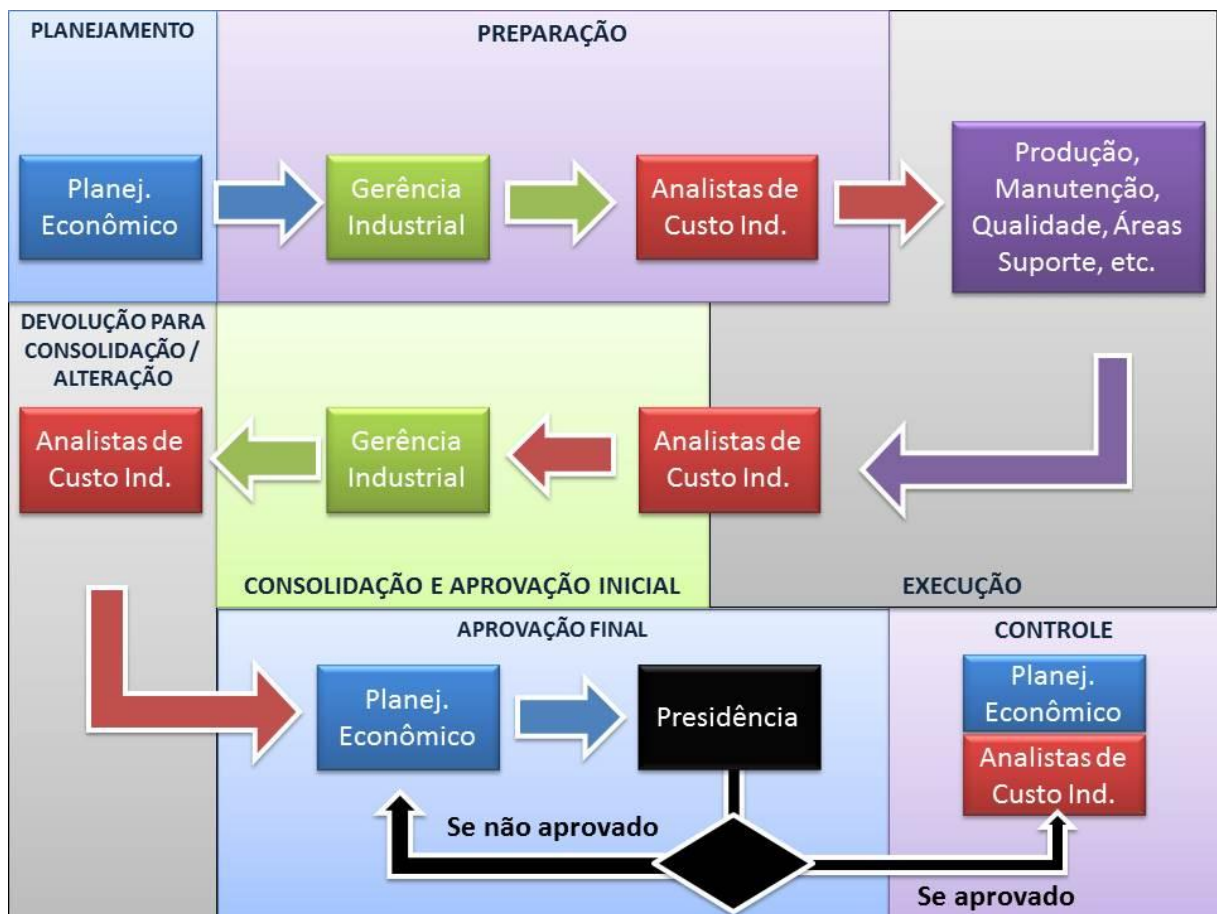 PLANEJAMENTO
PREPARAÇÃO
Planej.
Econômico
Gerência
Industrial
Analistas de
Custo Ind.
Produção,
Manutenção,
Qualidade, Áreas
Suporte, etc.
DEVOLUÇÃO PARA
CONSOLIDAÇÃO /
ALTERAÇÃO
Analistas de
Custo Ind.
Gerência
Industrial
Analistas de
Custo Ind.
CONSOLIDAÇÃO E APROVAÇÃO INICIAL
EXECUÇÃO
APROVAÇÃO FINAL
CONTROLE
Planej.
Econômico
Presidência
Planej.
Econômico
Analistas de
Custo Ind.
Se não aprovado
Se aprovado